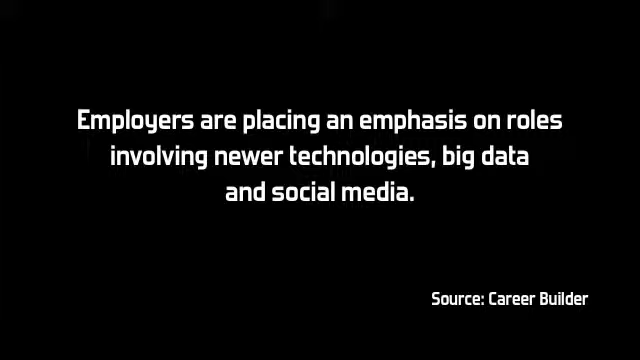 Employers are placing an emphasis on roles
involving newer technologies, big data
and social media.
Source: Career Builder